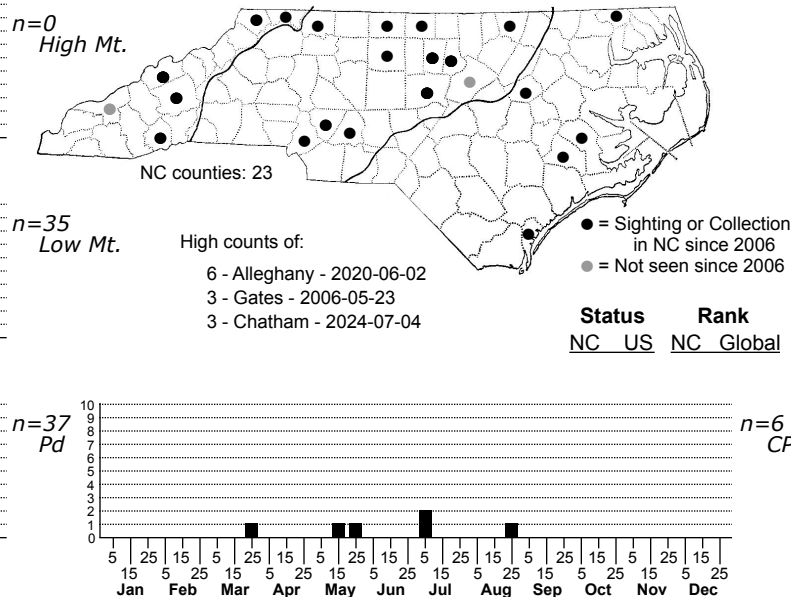 n=0
High Mt.
NC counties: 23
n=35
Low Mt.
High counts of:
6 - Alleghany - 2020-06-02
3 - Gates - 2006-05-23
3 - Chatham - 2024-07-04
= Sighting or Collection
in NC since 2006
= Not seen since 2006
Status Rank
NC US NC Global
n=37
Pd
n=6
CP
10
9
8
7
6
5
4
3
2
1
0
5 25 15 5 25 15 5 25 15 5 25 15 5 25 15 5 25 15
15 5 25 15 5 25 15 5 25 15 5 25 15 5 25 15 5 25
Jan Feb Mar Apr May Jun Jul Aug Sep Oct Nov Dec